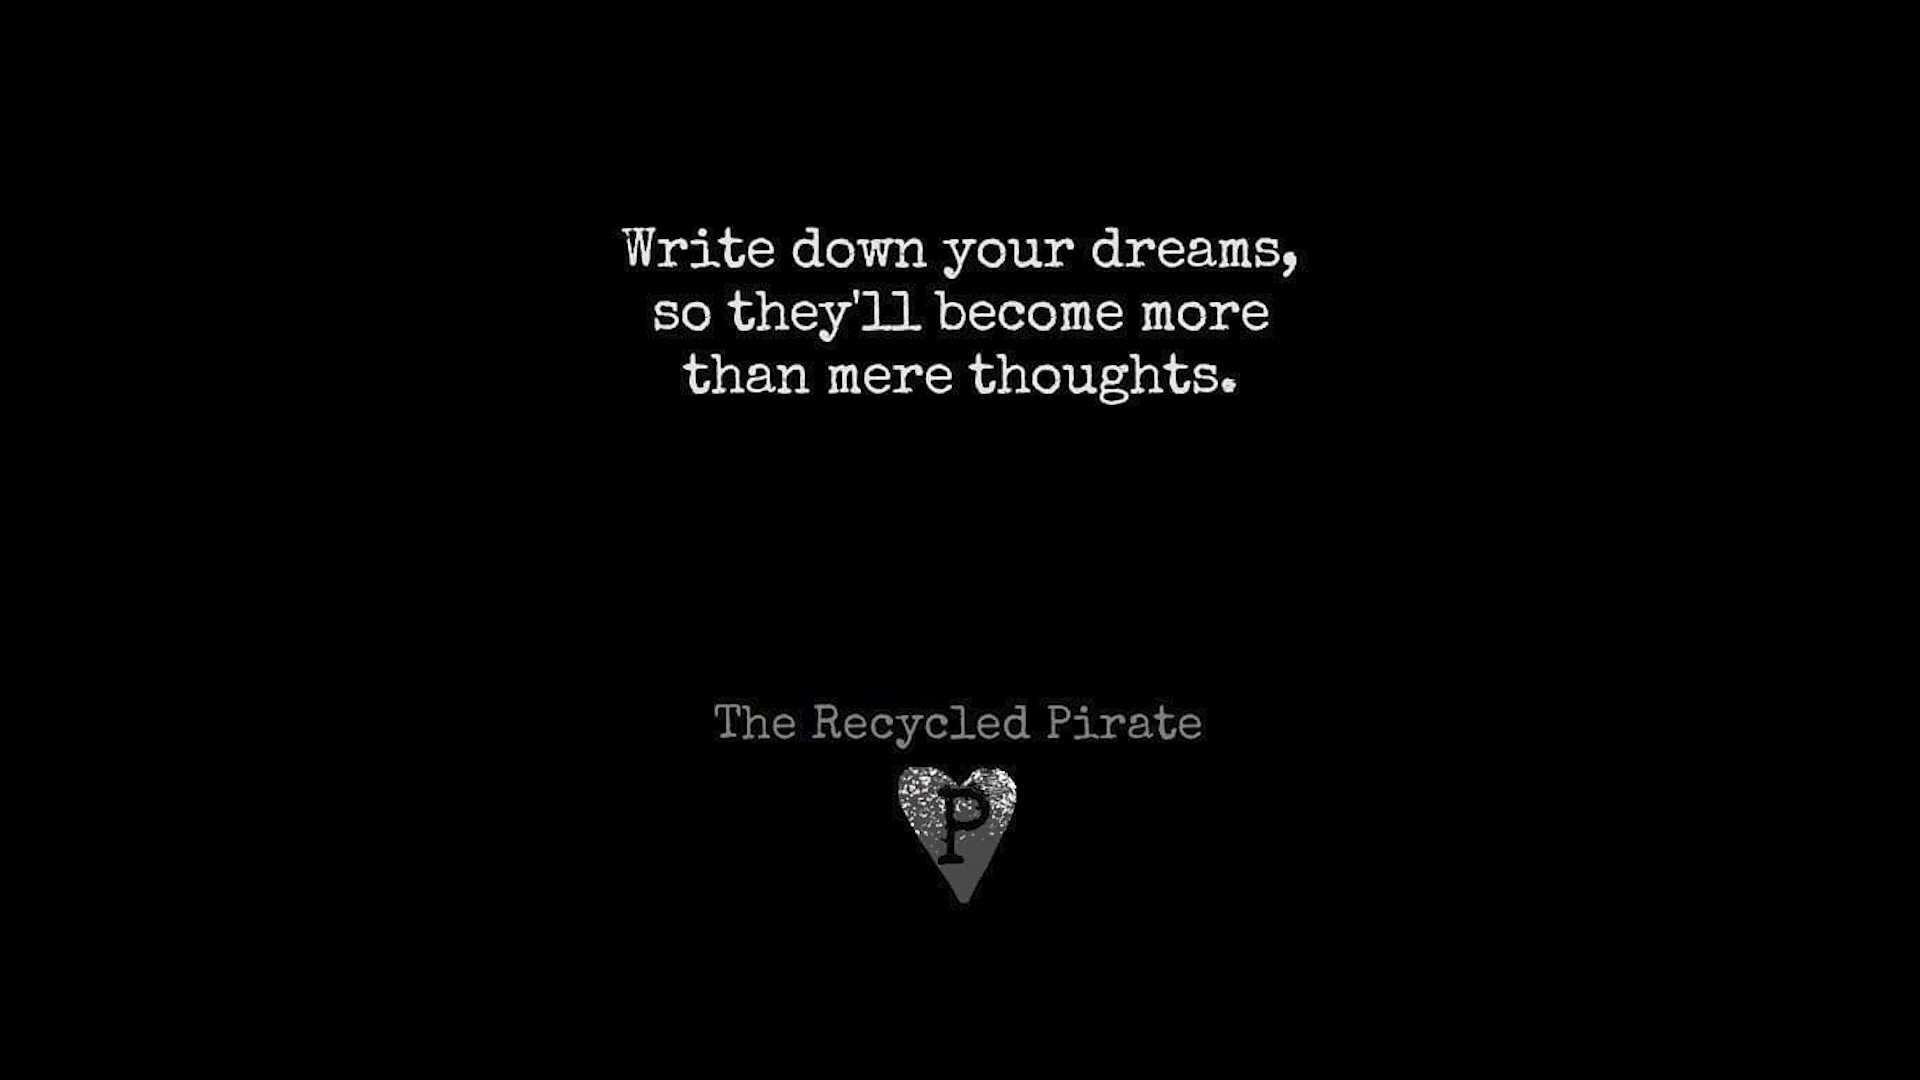 Write down your dreams,
so they'll become more
than mere thoughts.
The Recycled Pirate
P